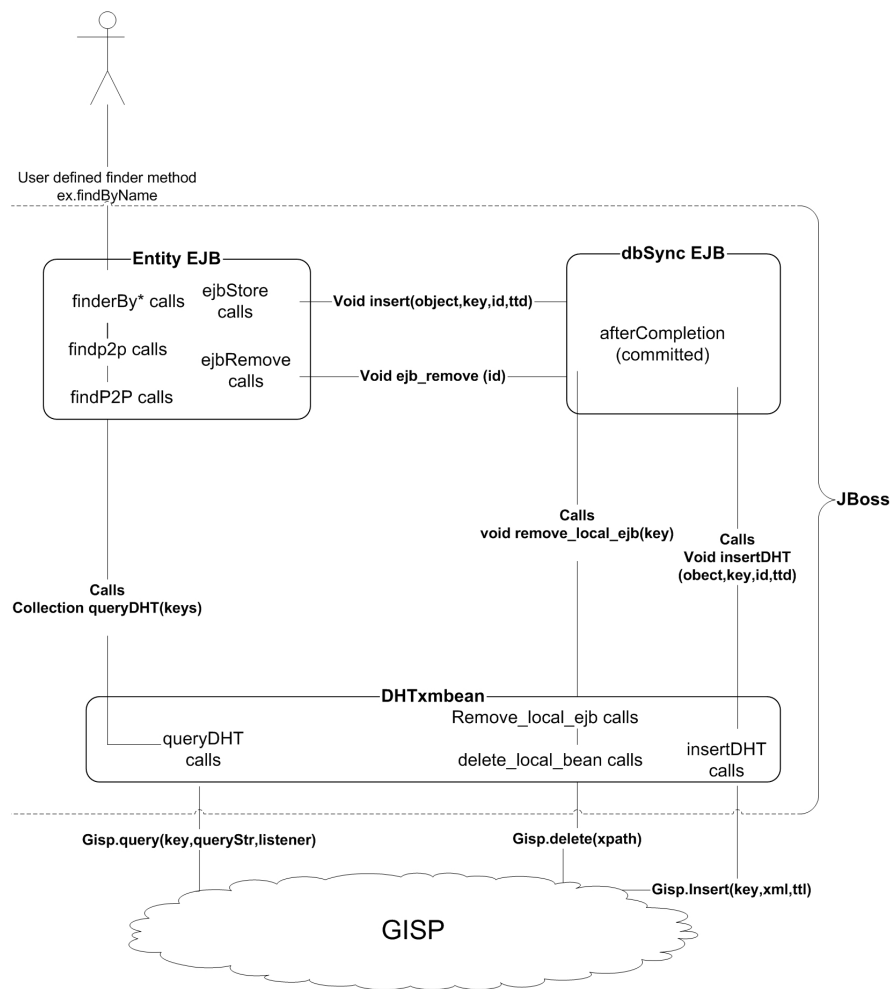 User defined finder method
ex.findByName
Entity EJB
finderBy* calls
findp2p calls
findP2P calls
ejbStore
calls
ejbRemove
calls
Void insert(object,key,id,ttd)
Void ejb_remove (id)
dbSync EJB
afterCompletion
(committed)
JBoss
Calls
void remove_local_ejb(key)
Calls
Void insertDHT
(obect,key,id,ttd)
Calls
Collection queryDHT(keys)
DHTxmbean
queryDHT
calls
Remove_local_ejb calls
delete_local_bean calls
insertDHT
calls
Gisp.query(key,queryStr,listener)
Gisp.delete(xpath)
Gisp.Insert(key,xml,ttl)
GISP